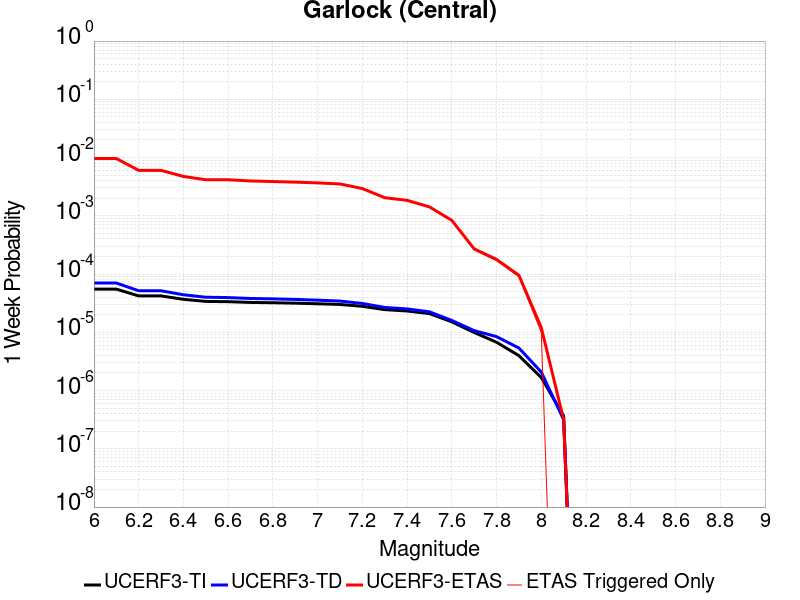 Garlock (Central)
10^0
10^-1
10^-2
10^-3
10^-4
10^-5
10^-6
10^-7
10^-8
1 Week Probability
6 6.2 6.4 6.6 6.8 7 7.2 7.4 7.6 7.8 8 8.2 8.4 8.6 8.8 9
Magnitude
UCERF3-TI UCERF3-TD UCERF3-ETAS ETAS Triggered Only